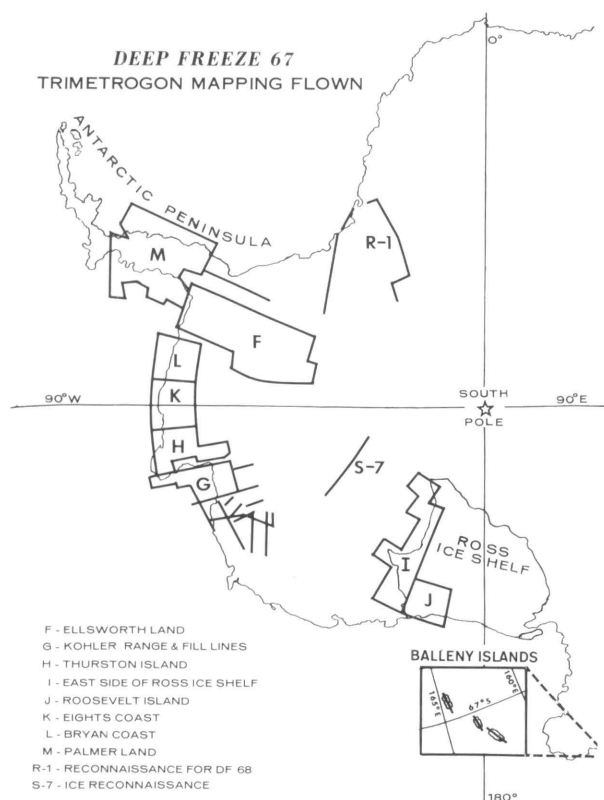 DEEP FREEZE 67
TRIMETROGON MAPPING FLOWN
0°
ANTARCTIC PENINSULA
R-1
M
F
L
90°W
K
SOUTH
POLE
90°E
H
S-7
G
ROSS
ICE SHELF
I
J
F - ELLSWORTH LAND
G - KOHLER RANGE & FILL LINES
H - THURSTON ISLAND
I - EAST SIDE OF ROSS ICE SHELF
J - ROOSEVELT ISLAND
K - EIGHTS COAST
L - BRYAN COAST
M - PALMER LAND
R-1 - RECONNAISSANCE FOR DF 68
S-7 - ICE RECONNAISSANCE
BALLENY ISLANDS
165°E
67°S
160°E
180°